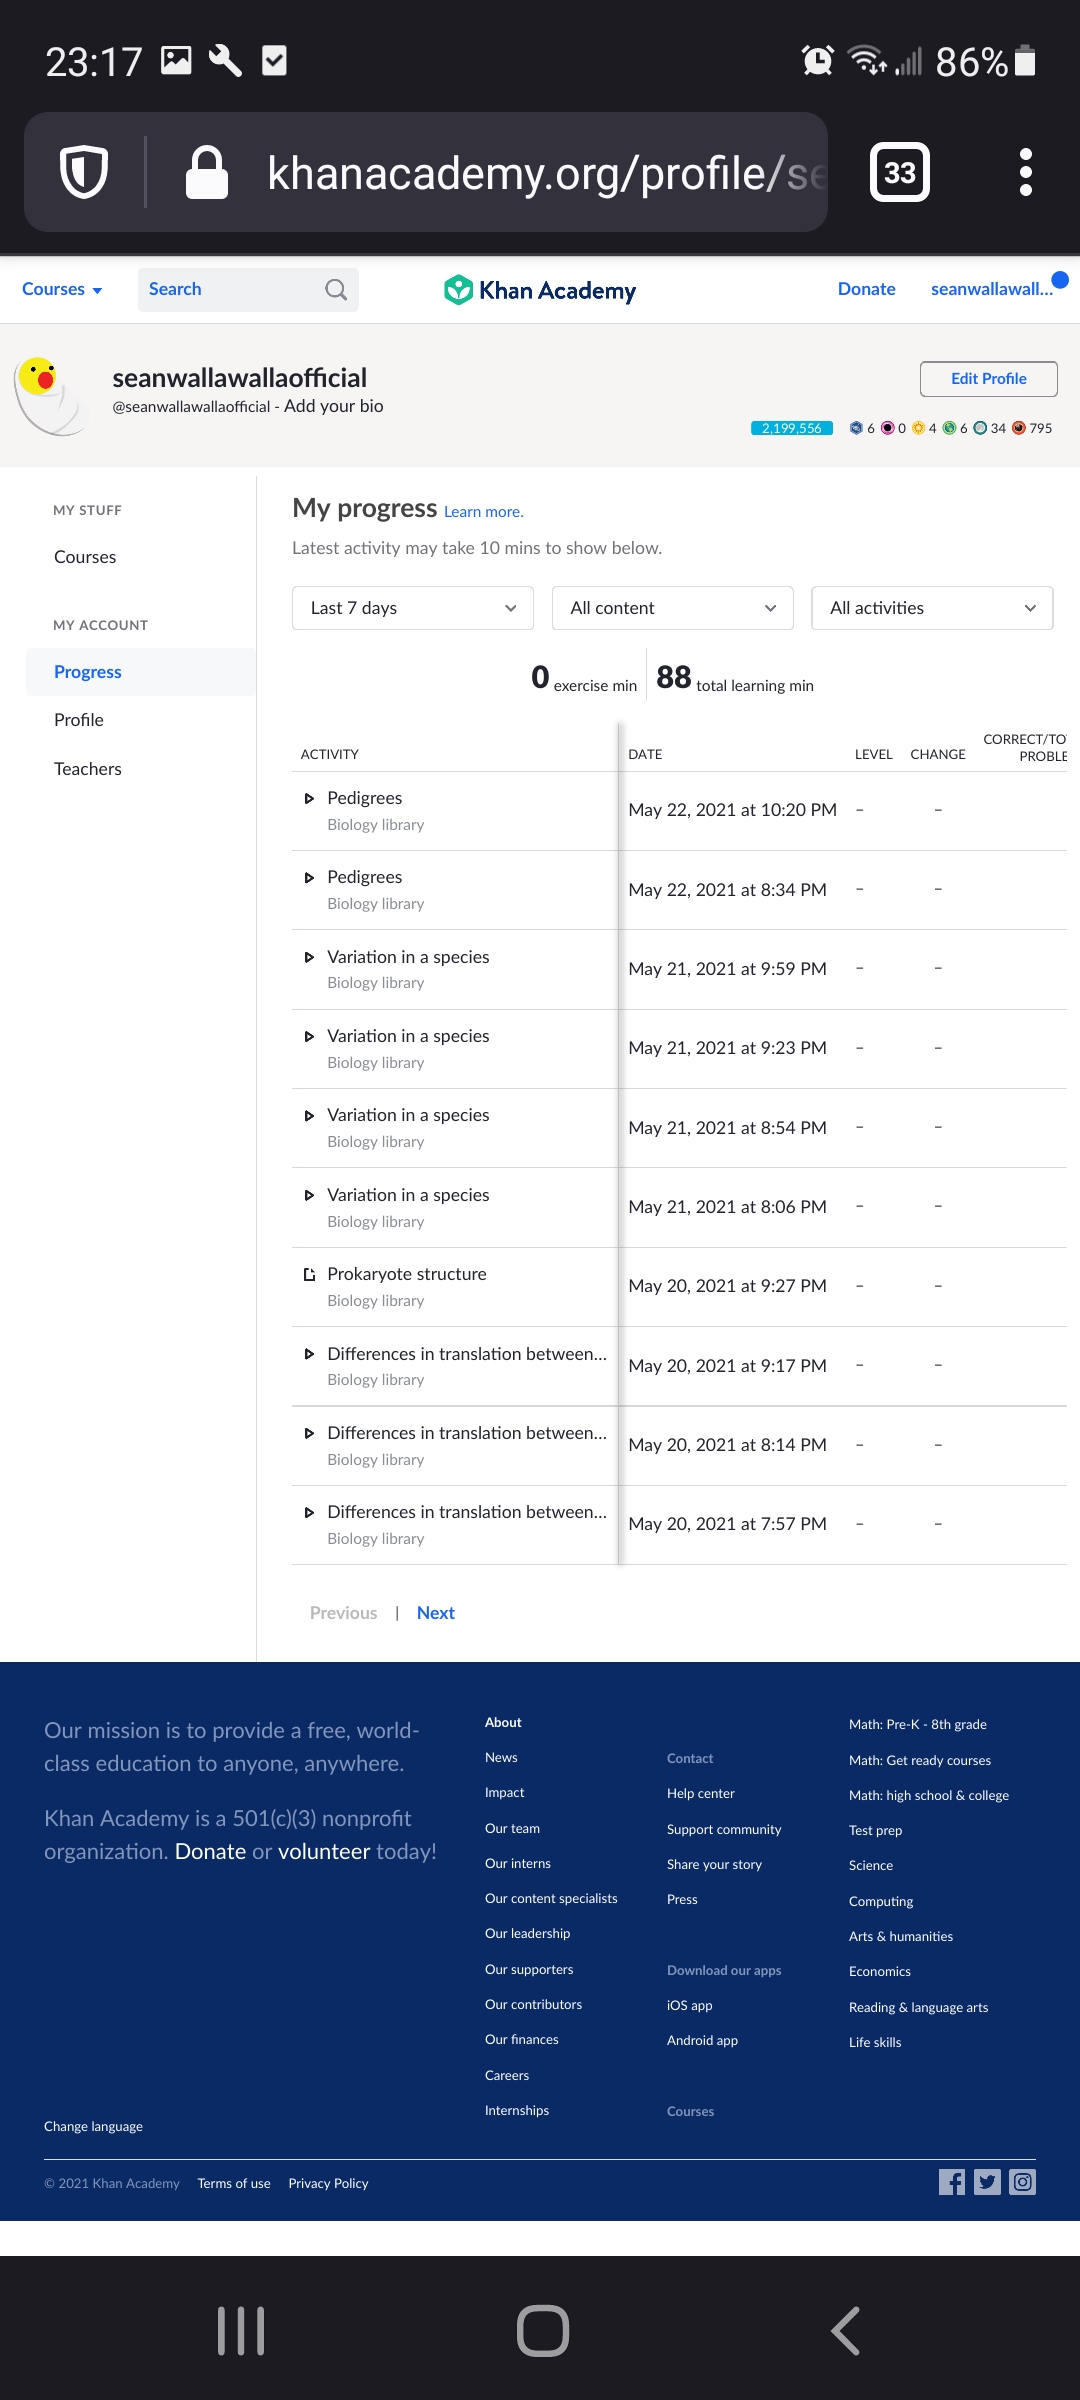 23:17
86%
khanacademy.org/profile/se
33
Courses
Search
Khan Academy
Donate
seanwallawall...
seanwallawallaofficial
@seanwallawallaofficial - Add your bio
Edit Profile
2,199,556 6 0 4 6 34 795
MY STUFF
Courses
MY ACCOUNT
Progress
Profile
Teachers
My progress Learn more.
Latest activity may take 10 mins to show below.
Last 7 days
All content
All activities
0 exercise min
88 total learning min
ACTIVITY DATE LEVEL CHANGE CORRECT/TO
PROBLE
Pedigrees
Biology library
May 22, 2021 at 10:20 PM – –
Pedigrees
Biology library
May 22, 2021 at 8:34 PM – –
Variation in a species
Biology library
May 21, 2021 at 9:59 PM – –
Variation in a species
Biology library
May 21, 2021 at 9:23 PM – –
Variation in a species
Biology library
May 21, 2021 at 8:54 PM – –
Variation in a species
Biology library
May 21, 2021 at 8:06 PM – –
Prokaryote structure
Biology library
May 20, 2021 at 9:27 PM – –
Differences in translation between...
Biology library
May 20, 2021 at 9:17 PM – –
Differences in translation between...
Biology library
May 20, 2021 at 8:14 PM – –
Differences in translation between...
Biology library
May 20, 2021 at 7:57 PM – –
Previous | Next
Our mission is to provide a free, world-
class education to anyone, anywhere.
Khan Academy is a 501(c)(3) nonprofit
organization. Donate or volunteer today!
About
News
Impact
Our team
Our interns
Our content specialists
Our leadership
Our supporters
Our contributors
Our finances
Careers
Internships
Contact
Help center
Support community
Share your story
Press
Download our apps
iOS app
Android app
Courses
Math: Pre-K - 8th grade
Math: Get ready courses
Math: high school & college
Test prep
Science
Computing
Arts & humanities
Economics
Reading & language arts
Life skills
Change language
© 2021 Khan Academy Terms of use Privacy Policy